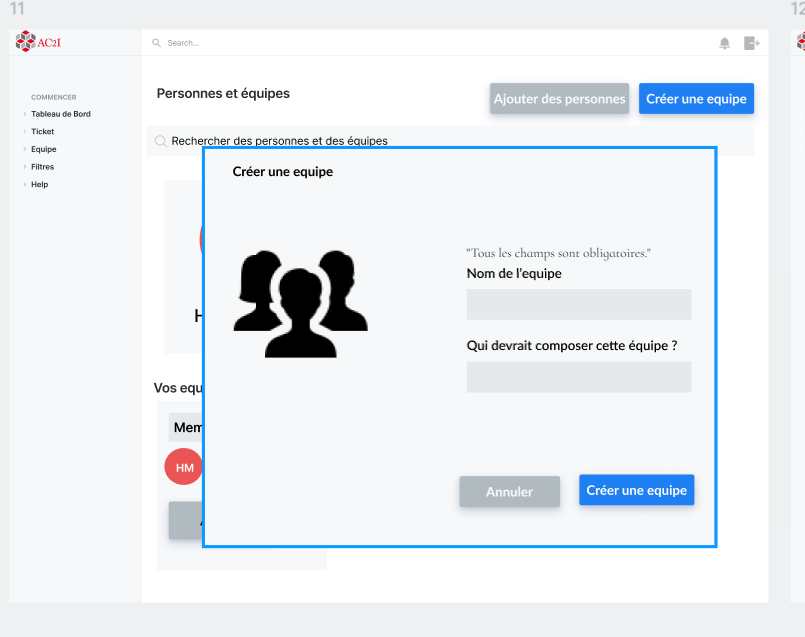 11
12
AC2I
Search...
COMMENCER
Tableau de Bord
Ticket
Equipe
Filtres
Help
Personnes et équipes
Ajouter des personnes
Créer une equipe
Rechercher des personnes et des équipes
H
Vos equ
Mem
HM
Créer une equipe
"Tous les champs sont obligatoires."
Nom de l'equipe
Qui devrait composer cette équipe ?
Annuler
Créer une equipe